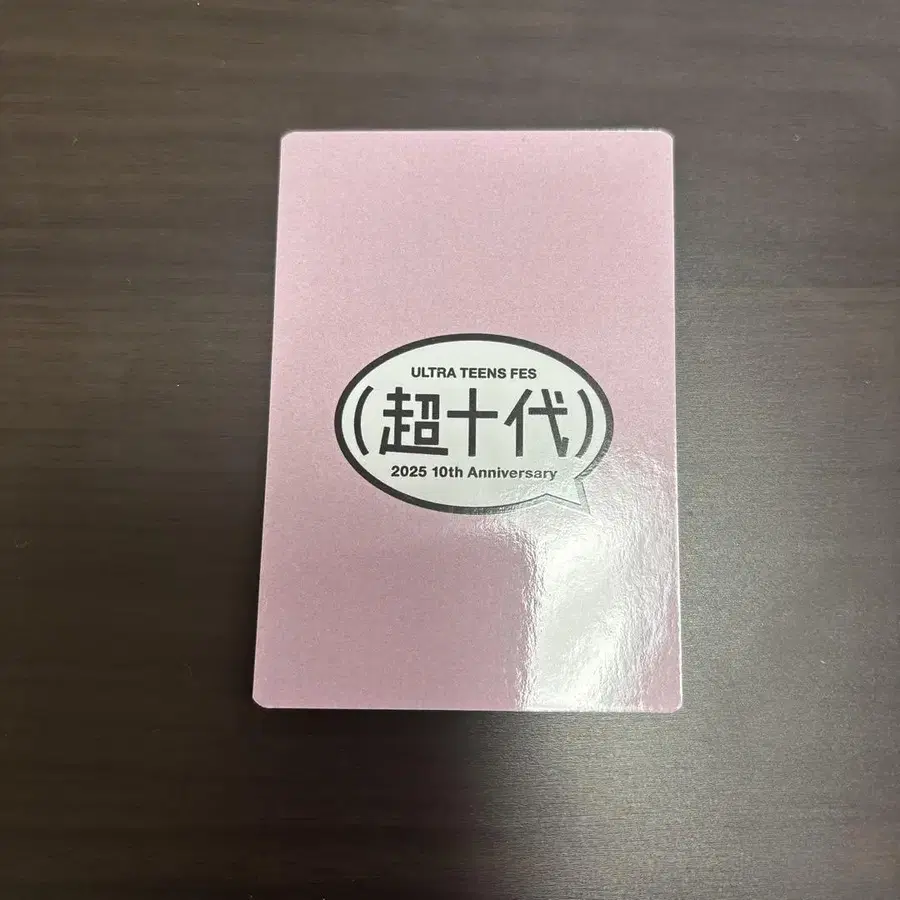 ULTRA TEENS FES
(超十代)
2025 10th Anniversary